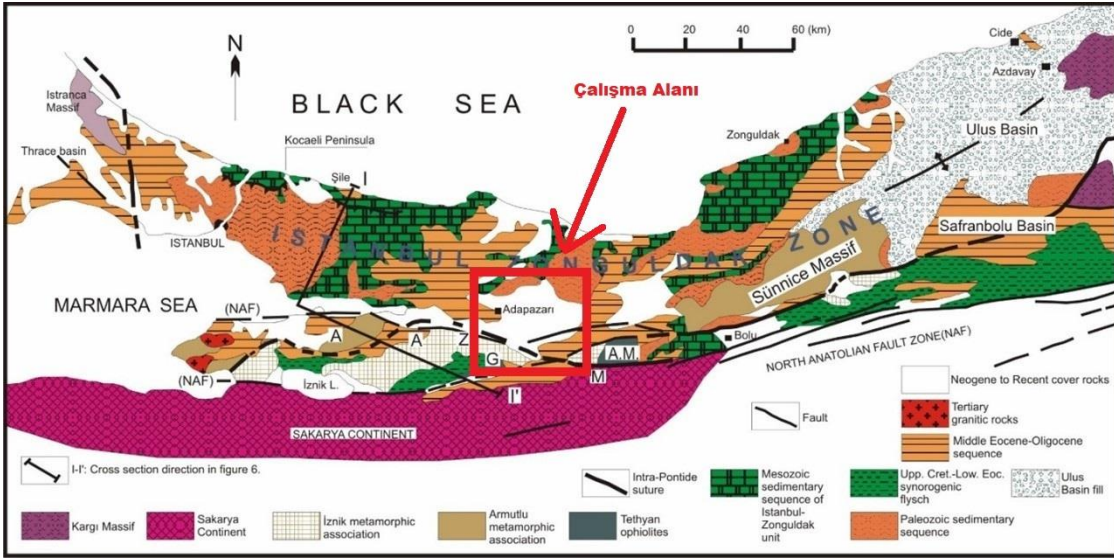 0 20 40 60 (km)
N
Cide
Azdavay
Istranca
Massif
BLACK SEA
Çalışma Alanı
Kocaeli Peninsula
Zonguldak
Ulus Basin
Thrace basin
Şile
I
ISTANBUL
İSTANBUL ZONGULDAK ZONE
Safranbolu Basin
Sünnice Massif
MARMARA SEA
(NAF)
Adapazarı
A A Z
G
A.M.
M
Bolu
NORTH ANATOLIAN FAULT ZONE(NAF)
(NAF)
İznik L.
I'
SAKARYA CONTINENT
Neogene to Recent cover rocks
Fault
Tertiary
granitic rocks
Middle Eocene-Oligocene
sequence
I-I': Cross section direction in figure 6.
Intra-Pontide
suture
Mesozoic
sedimentary
sequence of
Istanbul-
Zonguldak
unit
Upp. Cret.-Low. Eoc.
synorogenic
flysch
Ulus
Basin fill
Kargı Massif
Sakarya
Continent
İznik metamorphic
association
Armutlu
metamorphic
association
Tethyan
ophiolites
Paleozoic sedimentary
sequence